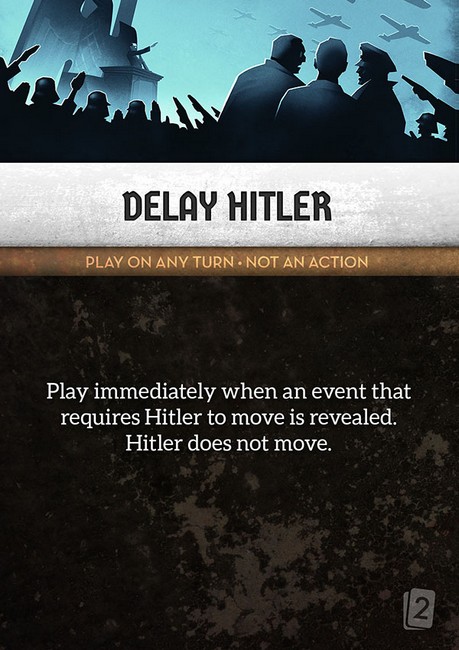 DELAY HITLER
PLAY ON ANY TURN • NOT AN ACTION
Play immediately when an event that
requires Hitler to move is revealed.
Hitler does not move.
2